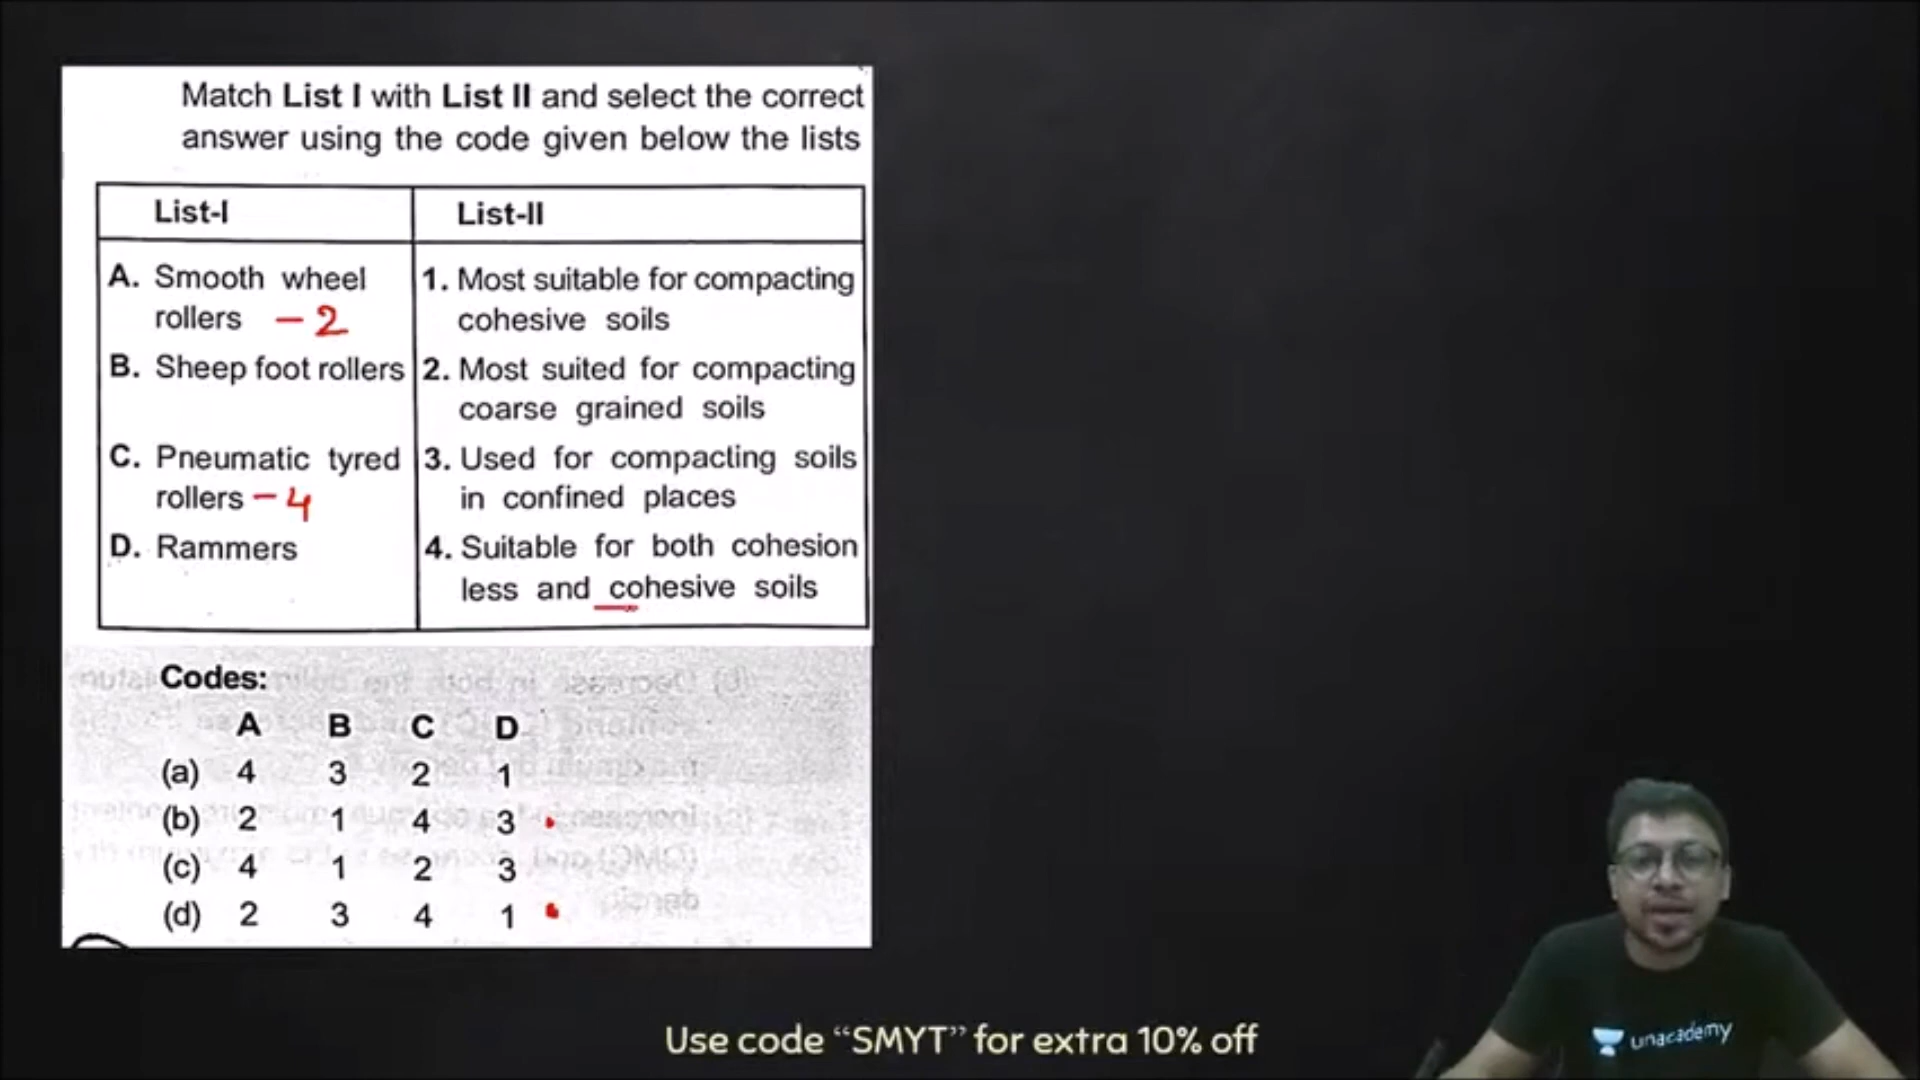 Match List I with List II and select the correct
answer using the code given below the lists
List-I
List-II
A. Smooth wheel
rollers – 2
1. Most suitable for compacting
cohesive soils
B. Sheep foot rollers
2. Most suited for compacting
coarse grained soils
C. Pneumatic tyred
rollers – 4
3. Used for compacting soils
in confined places
D. Rammers
4. Suitable for both cohesion
less and cohesive soils
Codes:
A B C D
(a) 4 3 2 1
(b) 2 1 4 3
(c) 4 1 2 3
(d) 2 3 4 1
unacademy
Use code “SMYT” for extra 10% off